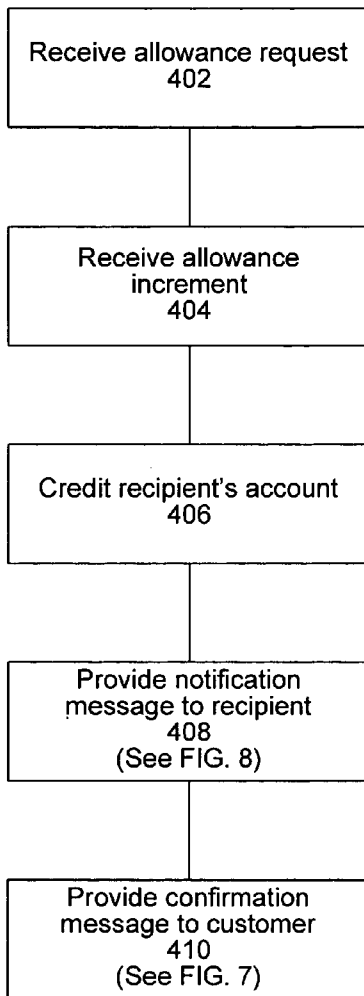 Receive allowance request
402
Receive allowance
increment
404
Credit recipient's account
406
Provide notification
message to recipient
408
(See FIG. 8)
Provide confirmation
message to customer
410
(See FIG. 7)